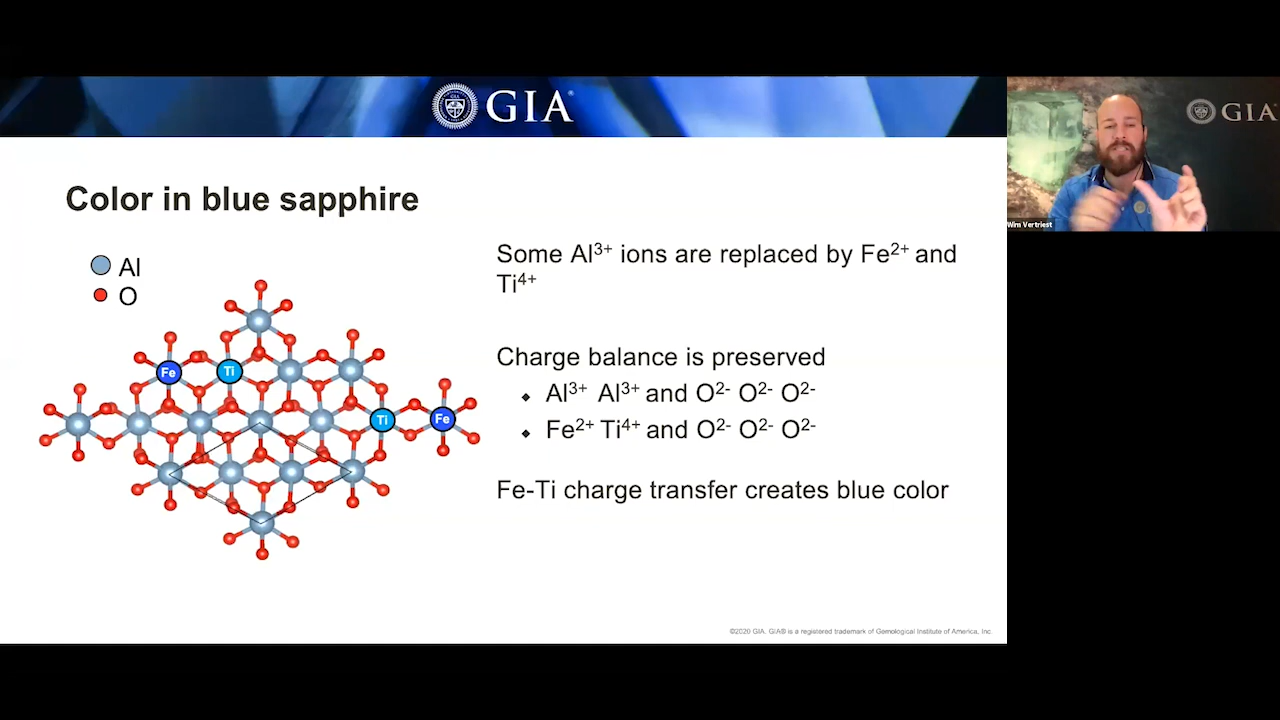 GIA®
GIA
Wim Vertriest
Color in blue sapphire
Al
O
Fe
Ti
Ti
Fe
Some Al³⁺ ions are replaced by Fe²⁺ and
Ti⁴⁺
Charge balance is preserved
◆ Al³⁺ Al³⁺ and O²⁻ O²⁻ O²⁻
◆ Fe²⁺ Ti⁴⁺ and O²⁻ O²⁻ O²⁻
Fe-Ti charge transfer creates blue color
©2020 GIA. GIA® is a registered trademark of Gemological Institute of America, Inc